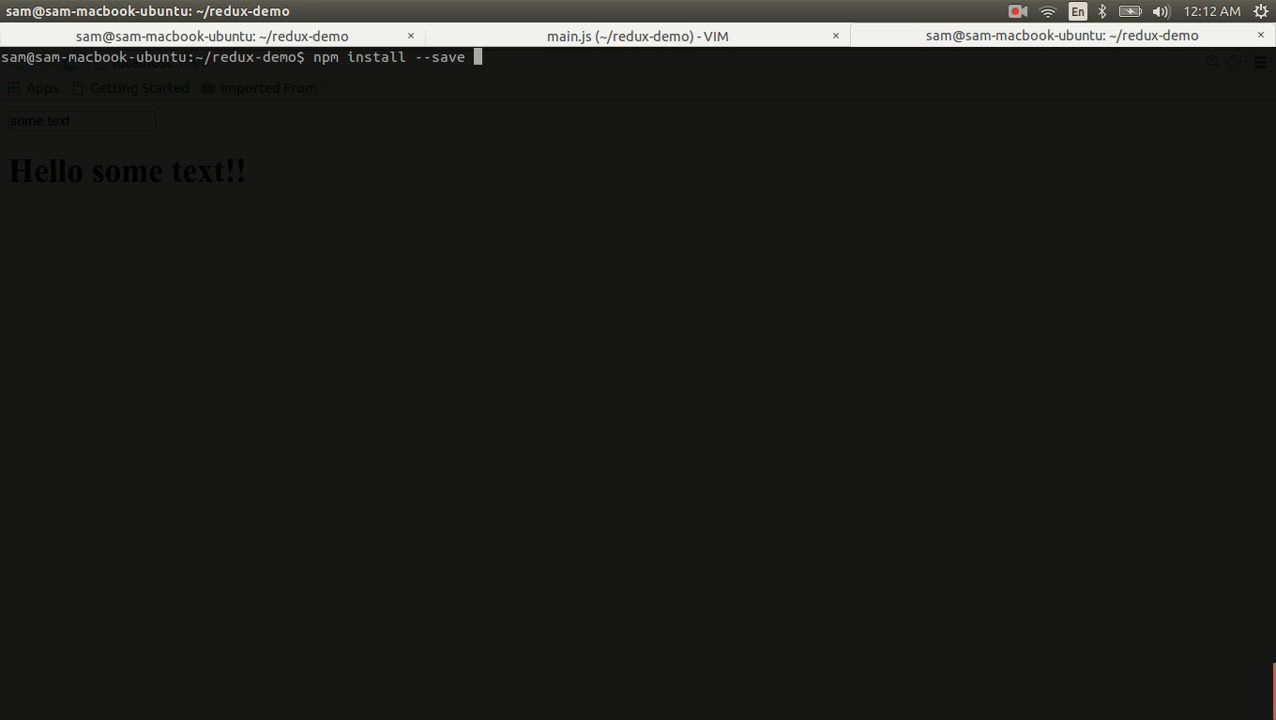 sam@sam-macbook-ubuntu: ~/redux-demo
En
12:12 AM
sam@sam-macbook-ubuntu: ~/redux-demo ×
main.js (~/redux-demo) - VIM ×
sam@sam-macbook-ubuntu: ~/redux-demo ×
sam@sam-macbook-ubuntu:~/redux-demo$ npm install --save
Apps
Getting Started
Imported From
some text
Hello some text!!